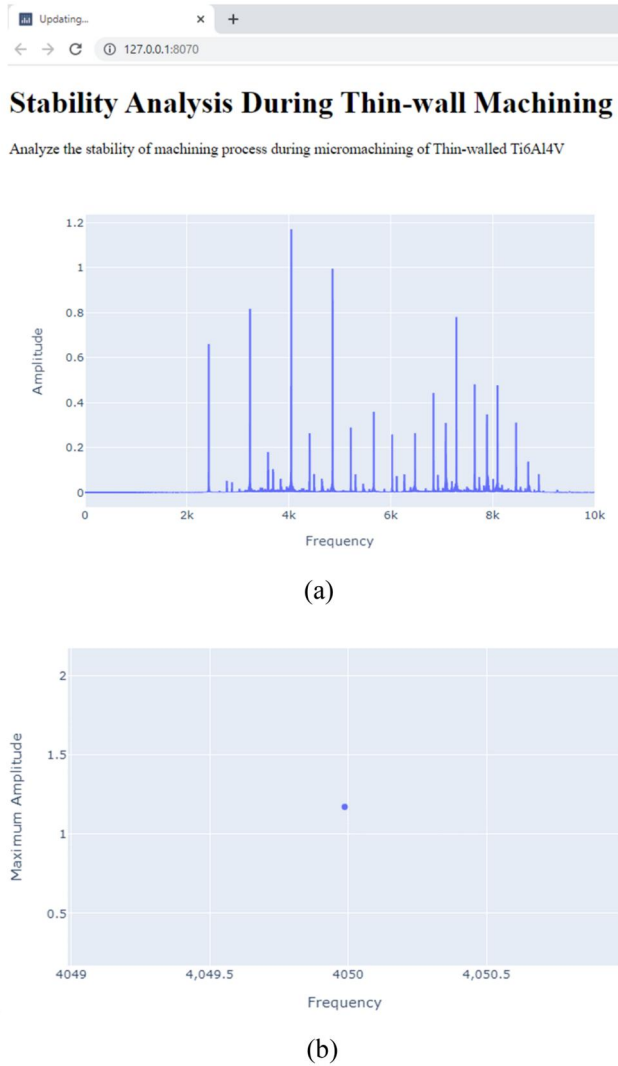 Updating...
127.0.0.1:8070
Stability Analysis During Thin-wall Machining
Analyze the stability of machining process during micromachining of Thin-walled Ti6Al4V
1.2
1
0.8
0.6
0.4
0.2
0
Amplitude
0 2k 4k 6k 8k 10k
Frequency
(a)
2
1.5
1
0.5
Maximum Amplitude
4049 4,049.5 4050 4,050.5
Frequency
(b)